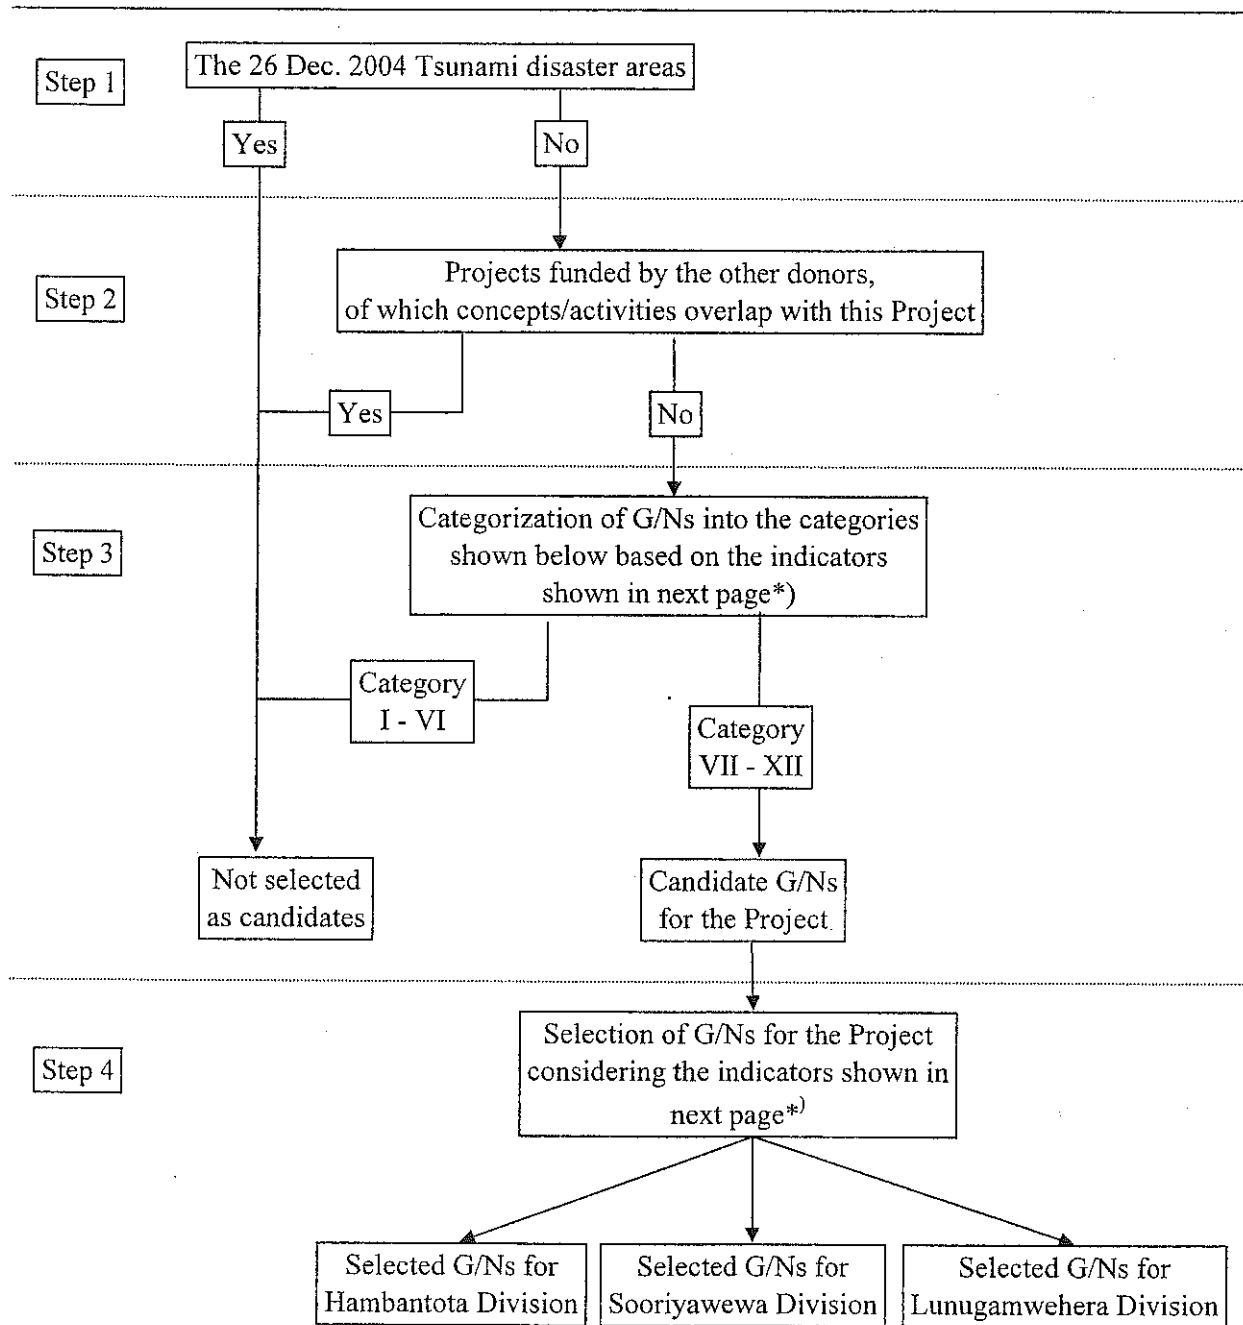 Step 1
The 26 Dec. 2004 Tsunami disaster areas
Yes
No
Step 2
Projects funded by the other donors,
of which concepts/activities overlap with this Project
Yes
No
Step 3
Categorization of G/Ns into the categories
shown below based on the indicators
shown in next page*)
Category
I - VI
Category
VII - XII
Not selected
as candidates
Candidate G/Ns
for the Project
Step 4
Selection of G/Ns for the Project
considering the indicators shown in
next page*)
Selected G/Ns for
Hambantota Division
Selected G/Ns for
Sooriyawewa Division
Selected G/Ns for
Lunugamwehera Division